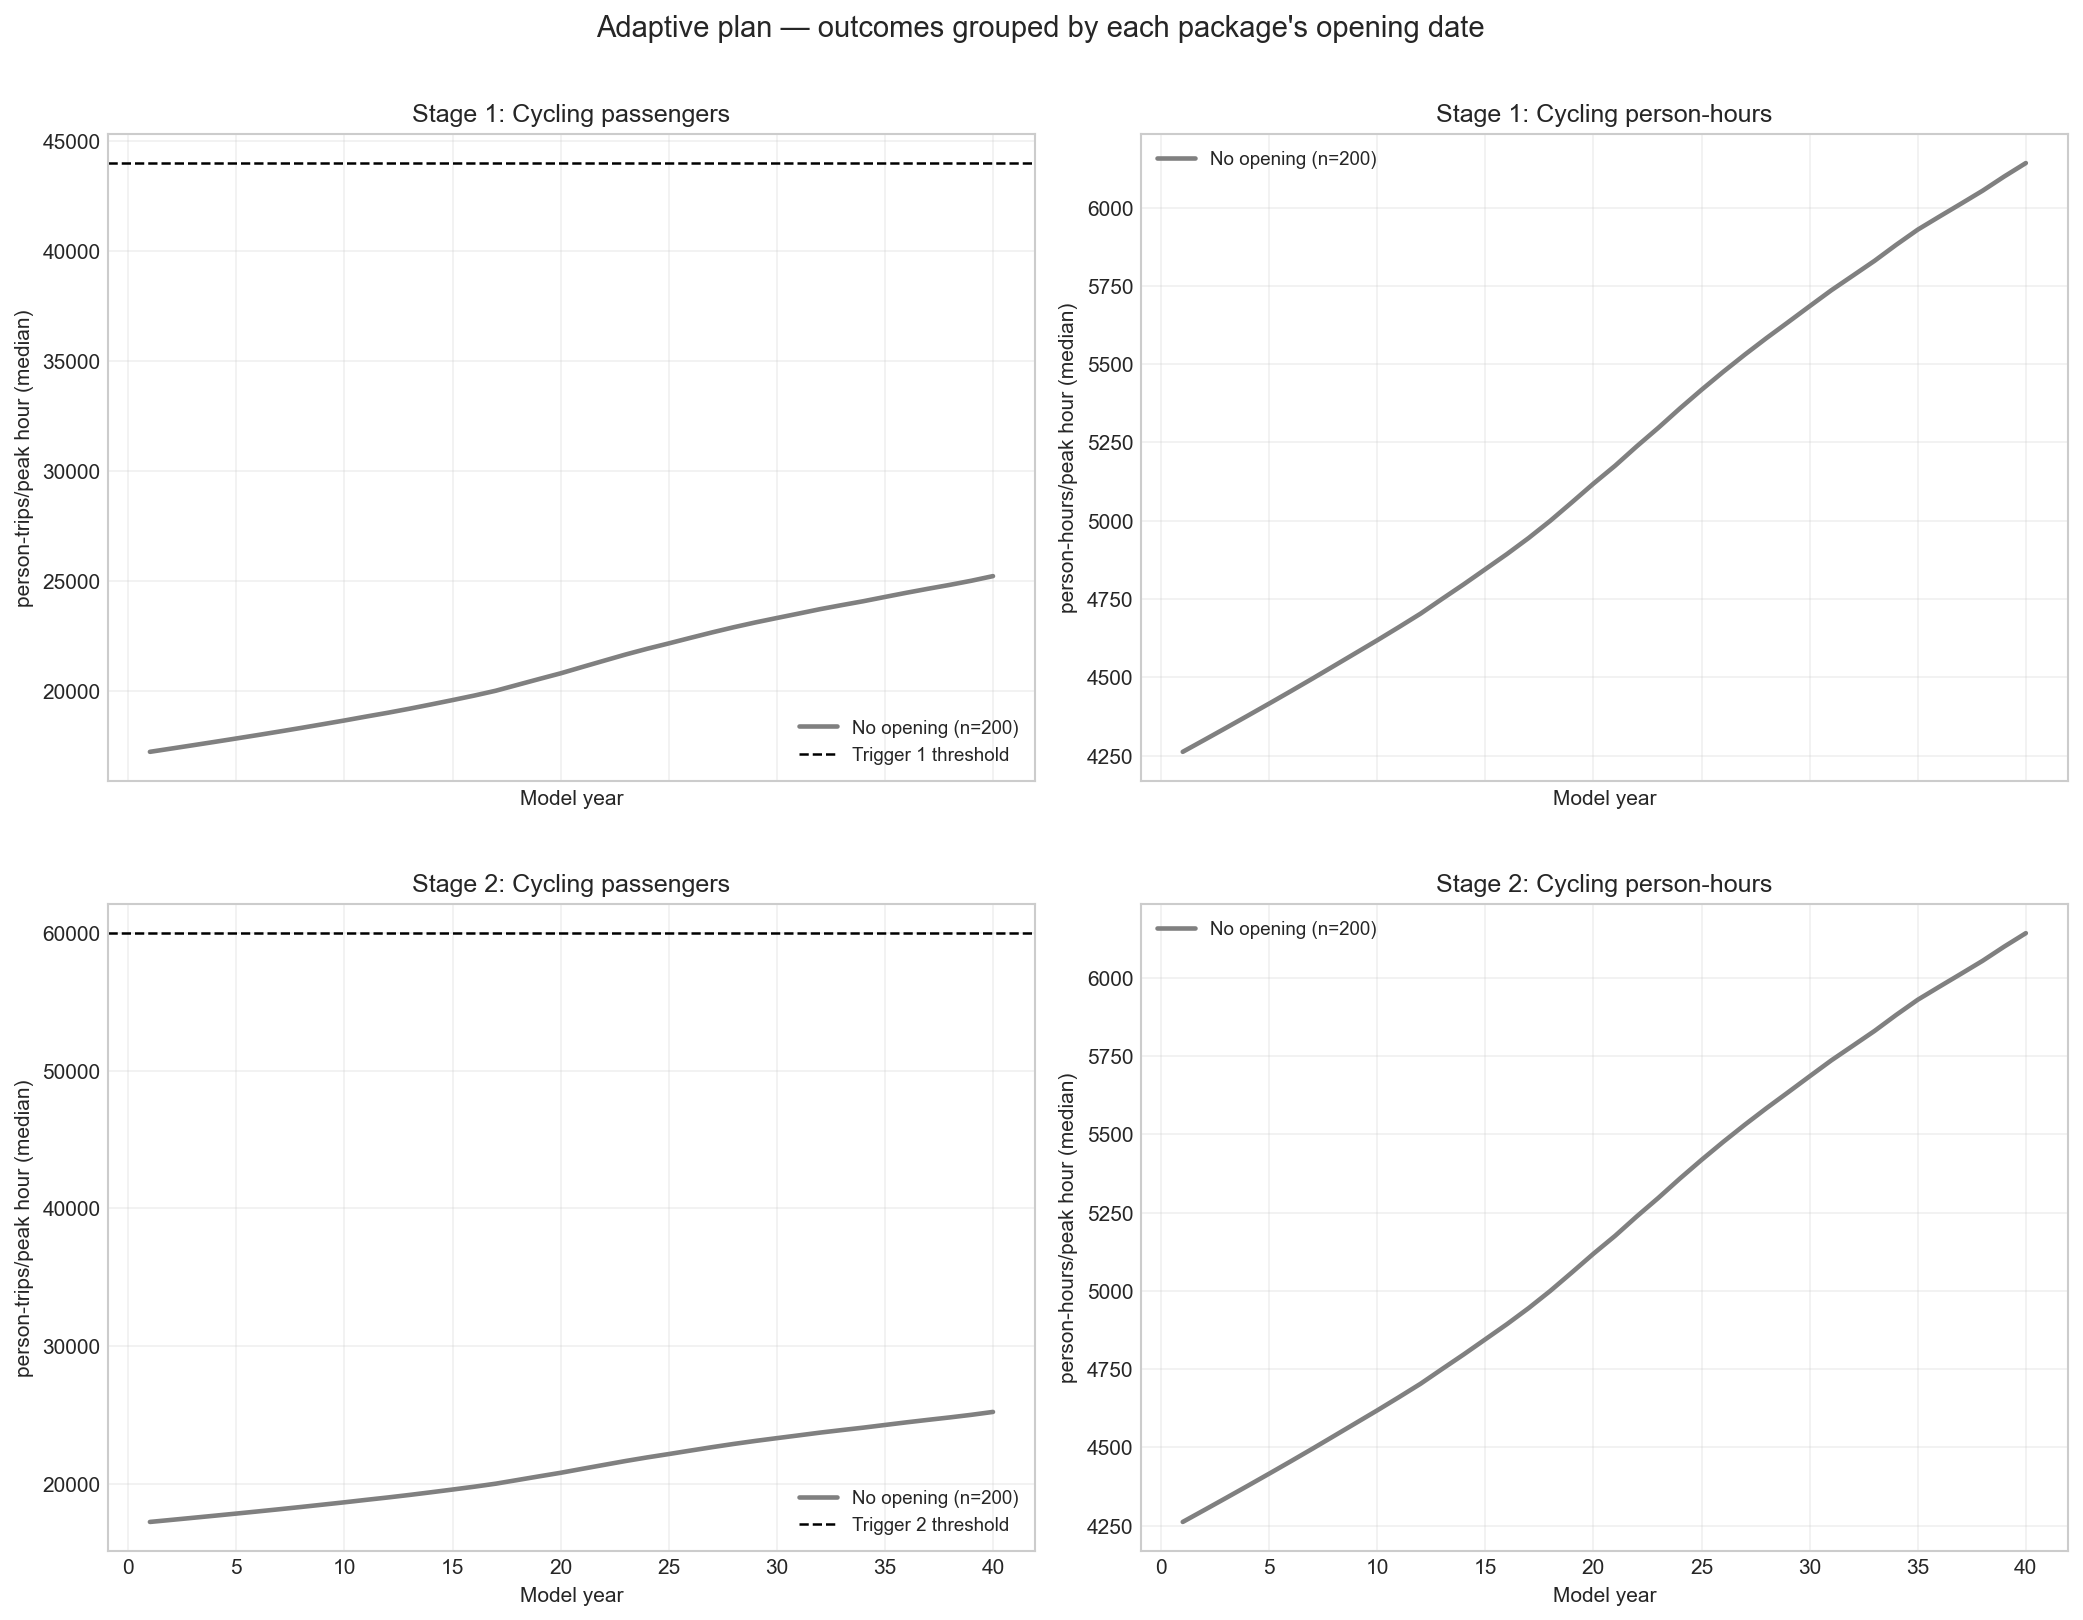 Adaptive plan — outcomes grouped by each package's opening date
Stage 1: Cycling passengers
person-trips/peak hour (median)
45000
40000
35000
30000
25000
20000
No opening (n=200)
Trigger 1 threshold
Model year
Stage 1: Cycling person-hours
person-hours/peak hour (median)
6000
5750
5500
5250
5000
4750
4500
4250
No opening (n=200)
Model year
Stage 2: Cycling passengers
person-trips/peak hour (median)
60000
50000
40000
30000
20000
No opening (n=200)
Trigger 2 threshold
0 5 10 15 20 25 30 35 40
Model year
Stage 2: Cycling person-hours
person-hours/peak hour (median)
6000
5750
5500
5250
5000
4750
4500
4250
No opening (n=200)
0 5 10 15 20 25 30 35 40
Model year